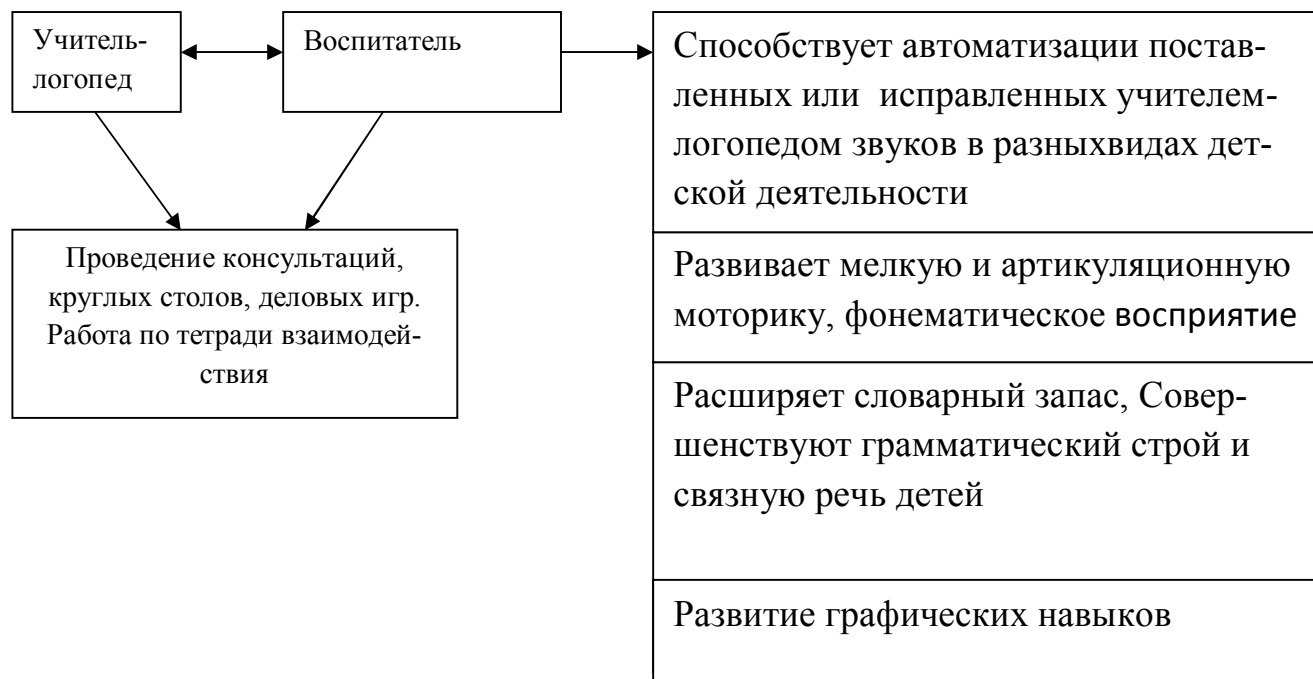 Учитель-
логопед
Воспитатель
Способствует автоматизации постав-
ленных или исправленных учителем-
логопедом звуков в разныхвидах дет-
ской деятельности
Проведение консультаций,
круглых столов, деловых игр.
Работа по тетради взаимодей-
ствия
Развивает мелкую и артикуляционную
моторику, фонематическое восприятие
Расширяет словарный запас, Совер-
шенствуют грамматический строй и
связную речь детей
Развитие графических навыков